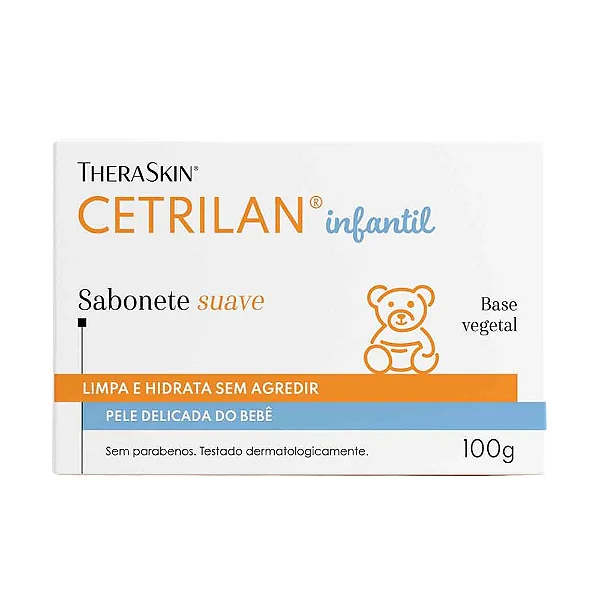 THERASKIN®
CETRILAN® infantil
Sabonete suave
Base
vegetal
LIMPA E HIDRATA SEM AGREDIR
PELE DELICADA DO BEBÊ
Sem parabenos. Testado dermatologicamente.
100g